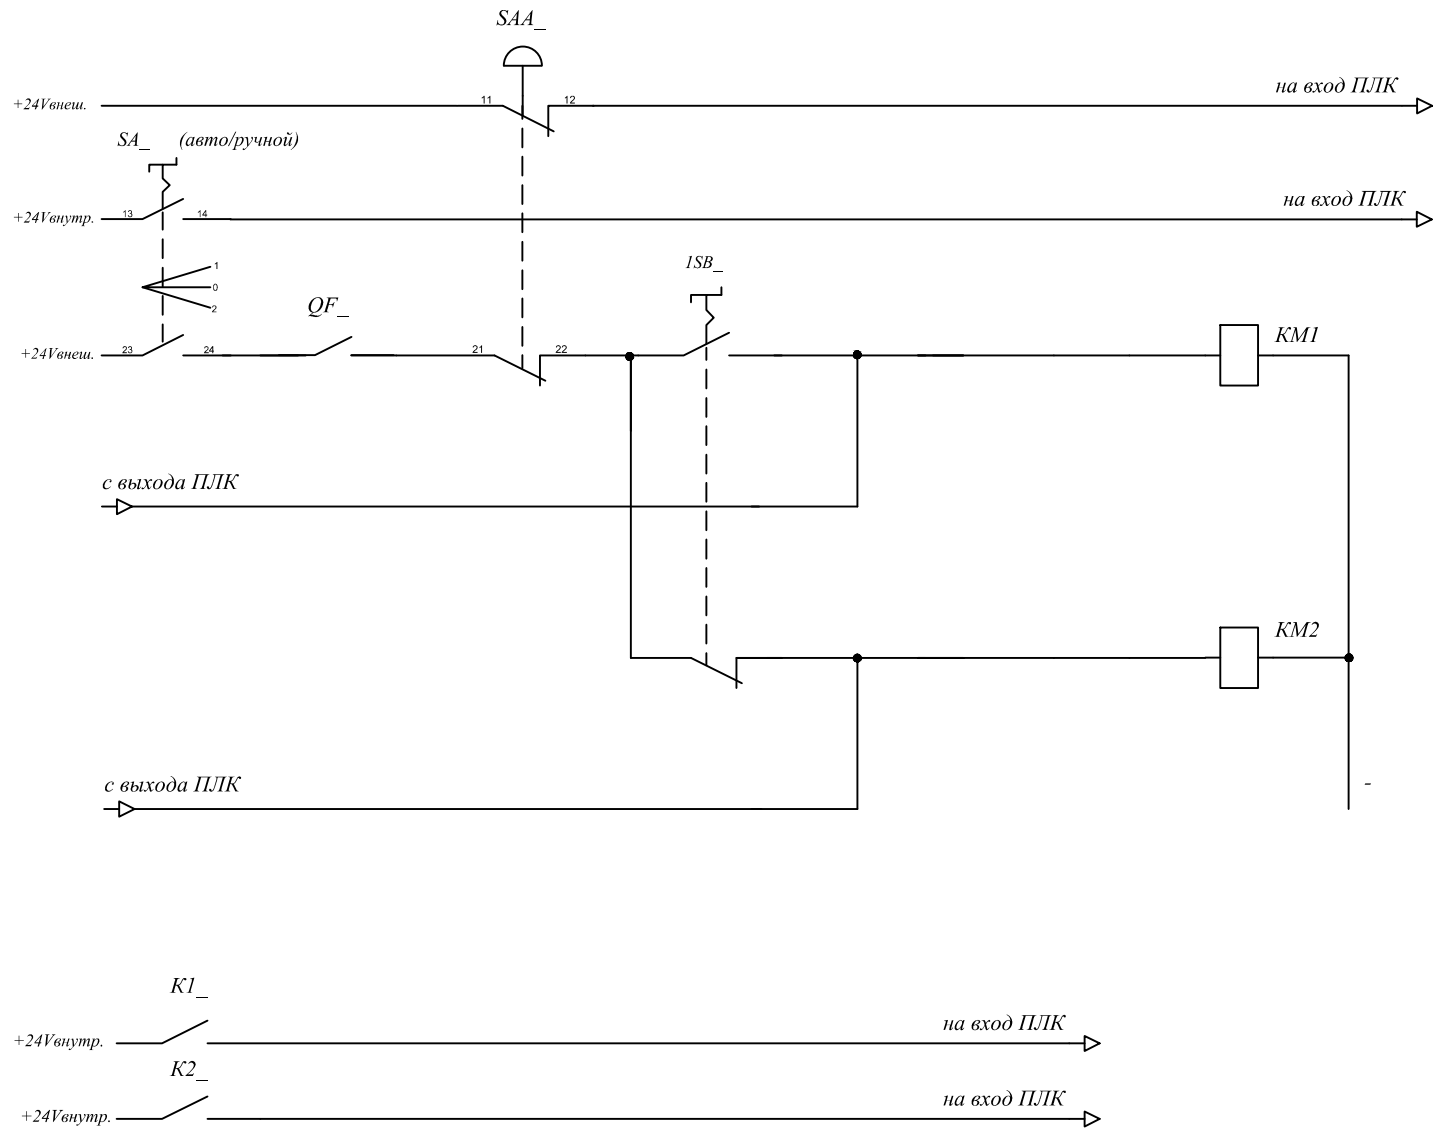 SAA_
+24Vвнеш.
11
12
на вход ПЛК
SA_ (авто/ручной)
+24Vвнутр.
13
14
на вход ПЛК
1
0
2
QF_
1SB_
+24Vвнеш.
23
24
21
22
KM1
с выхода ПЛК
KM2
с выхода ПЛК
-
K1_
+24Vвнутр.
на вход ПЛК
K2_
+24Vвнутр.
на вход ПЛК